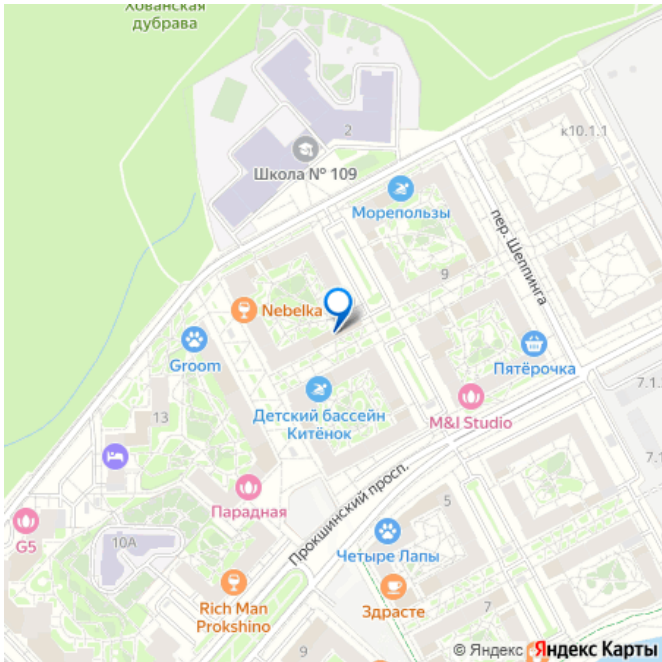 Хованская
дубрава
2
Школа № 109
к10.1.1
Морепользы
пер. Шеппинга
9
Nebelka
Groom
Пятёрочка
7.1.
Детский бассейн
Китёнок
M&I Studio
13
7.1
Парадная
Прокшинский просп.
5
G5
10А
Четыре Лапы
Rich Man
Prokshino
Здрасте
7
9
© Яндекс Яндекс Карты